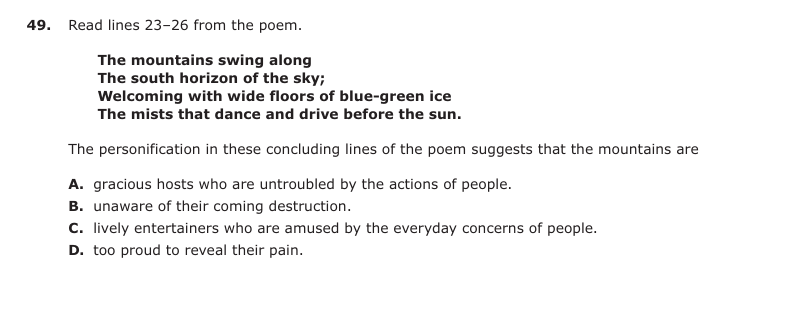 49. Read lines 23–26 from the poem.
The mountains swing along
The south horizon of the sky;
Welcoming with wide floors of blue-green ice
The mists that dance and drive before the sun.
The personification in these concluding lines of the poem suggests that the mountains are
A. gracious hosts who are untroubled by the actions of people.
B. unaware of their coming destruction.
C. lively entertainers who are amused by the everyday concerns of people.
D. too proud to reveal their pain.